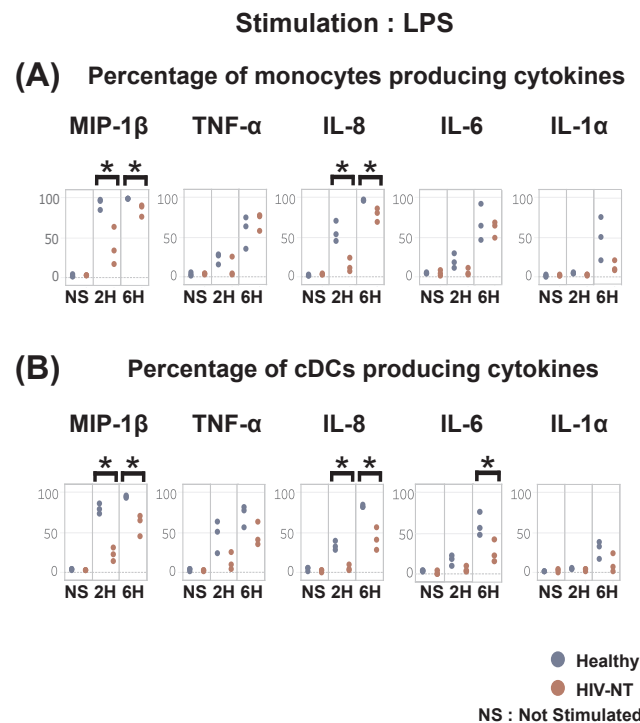 Stimulation : LPS
(A) Percentage of monocytes producing cytokines
MIP-1β TNF-α IL-8 IL-6 IL-1α
* * * *
100 100 100 100 100
50 50 50 50 50
0 0 0 0 0
NS 2H 6H NS 2H 6H NS 2H 6H NS 2H 6H NS 2H 6H
(B) Percentage of cDCs producing cytokines
MIP-1β TNF-α IL-8 IL-6 IL-1α
* * * * *
100 100 100 100 100
50 50 50 50 50
0 0 0 0 0
NS 2H 6H NS 2H 6H NS 2H 6H NS 2H 6H NS 2H 6H
Healthy
HIV-NT
NS : Not Stimulated